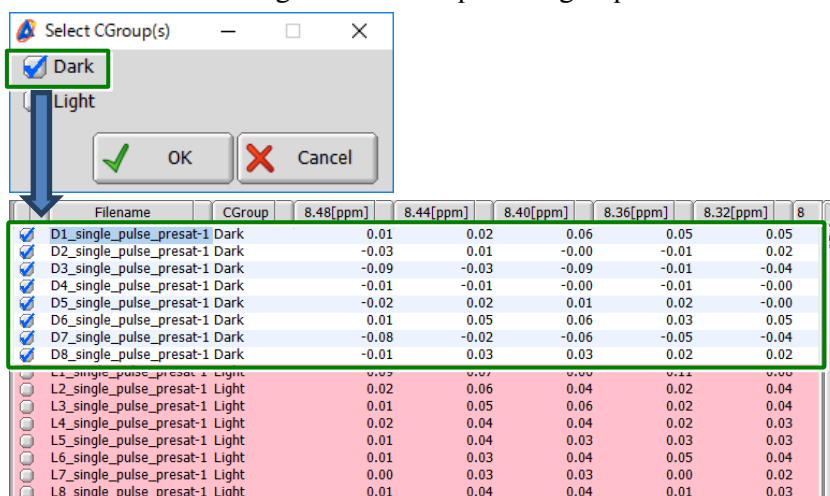 Select CGroup(s)
Dark
Light
OK Cancel
Filename CGroup 8.48[ppm] 8.44[ppm] 8.40[ppm] 8.36[ppm] 8.32[ppm] 8
D1_single_pulse_presat-1 Dark 0.01 0.02 0.06 0.05 0.05
D2_single_pulse_presat-1 Dark -0.03 0.01 -0.00 -0.01 0.02
D3_single_pulse_presat-1 Dark -0.09 -0.03 -0.09 -0.01 -0.04
D4_single_pulse_presat-1 Dark -0.01 -0.01 -0.00 -0.01 -0.00
D5_single_pulse_presat-1 Dark -0.02 0.02 0.01 0.02 -0.00
D6_single_pulse_presat-1 Dark 0.01 0.05 0.06 0.03 0.05
D7_single_pulse_presat-1 Dark -0.08 -0.02 -0.06 -0.05 -0.04
D8_single_pulse_presat-1 Dark -0.01 0.03 0.03 0.02 0.02
L1_single_pulse_presat-1 Light
L2_single_pulse_presat-1 Light 0.02 0.06 0.04 0.02 0.04
L3_single_pulse_presat-1 Light 0.01 0.05 0.06 0.02 0.04
L4_single_pulse_presat-1 Light 0.02 0.04 0.04 0.02 0.03
L5_single_pulse_presat-1 Light 0.01 0.04 0.03 0.03 0.03
L6_single_pulse_presat-1 Light 0.01 0.03 0.04 0.05 0.04
L7_single_pulse_presat-1 Light 0.00 0.03 0.03 0.00 0.02
L8_single_pulse_presat-1 Light 0.01 0.04 0.04 0.01 0.03